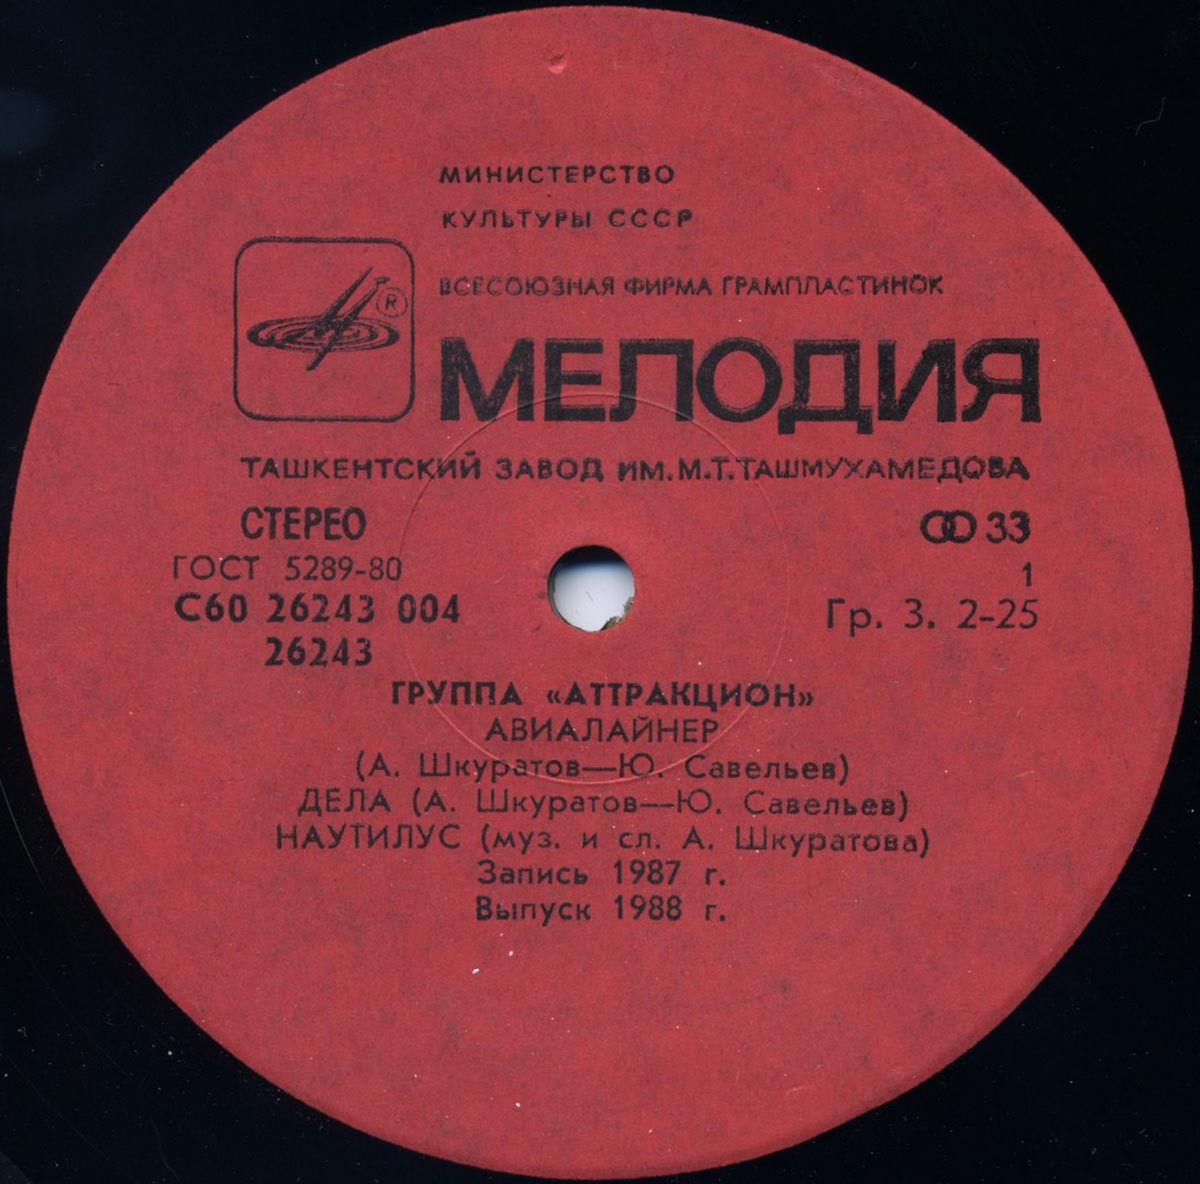 МИНИСТЕРСТВО
КУЛЬТУРЫ СССР
ВСЕСОЮЗНАЯ ФИРМА ГРАМПЛАСТИНОК
®
МЕЛОДИЯ
ТАШКЕНТСКИЙ ЗАВОД ИМ. М.Т. ТАШМУХАМЕДОВА
СТЕРЕО
33
ГОСТ 5289-80
1
С60 26243 004
Гр. 3. 2-25
26243
ГРУППА «АТТРАКЦИОН»
АВИАЛАЙНЕР
(А. Шкуратов—Ю. Савельев)
ДЕЛА (А. Шкуратов—Ю. Савельев)
НАУТИЛУС (муз. и сл. А. Шкуратова)
Запись 1987 г.
Выпуск 1988 г.